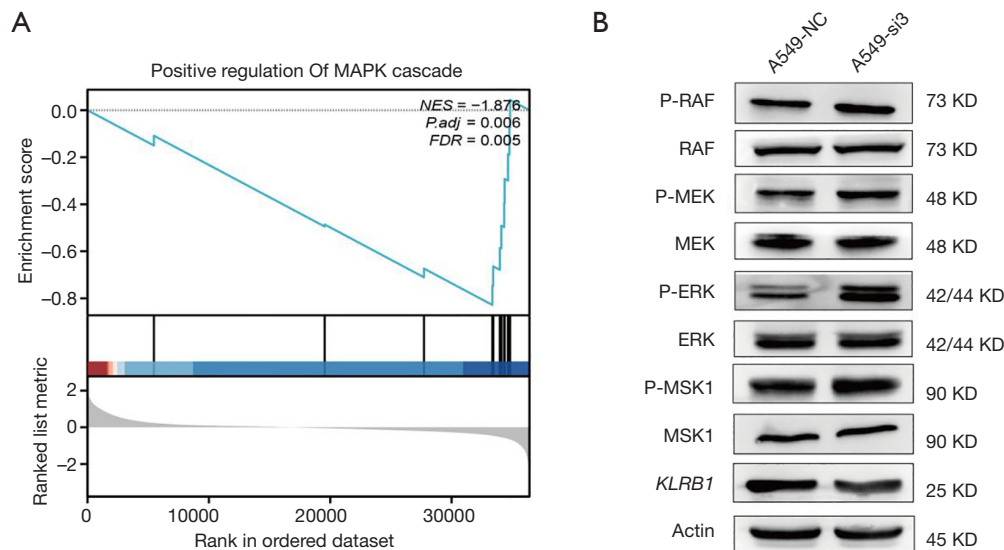 A
Positive regulation Of MAPK cascade
NES = −1.876
P.adj = 0.006
FDR = 0.005
Enrichment score
0.0
−0.2
−0.4
−0.6
−0.8
Ranked list metric
2
0
−2
0 10000 20000 30000
Rank in ordered dataset
B
A549-NC A549-si3
P-RAF 73 KD
RAF 73 KD
P-MEK 48 KD
MEK 48 KD
P-ERK 42/44 KD
ERK 42/44 KD
P-MSK1 90 KD
MSK1 90 KD
KLRB1 25 KD
Actin 45 KD